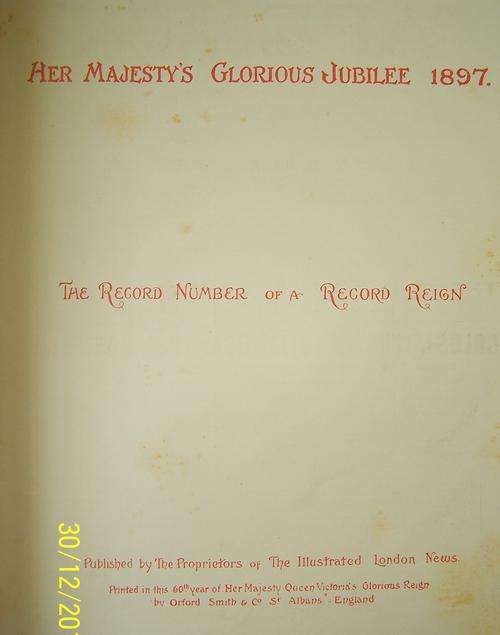 Her Majesty's Glorious Jubilee 1897.
The Record Number of a Record Reign
Published by The Proprietors of The Illustrated London News.
Printed in this 60th year of Her Majesty Queen Victoria's Glorious Reign
by Orford Smith & Co St Albans - England
30/12/20